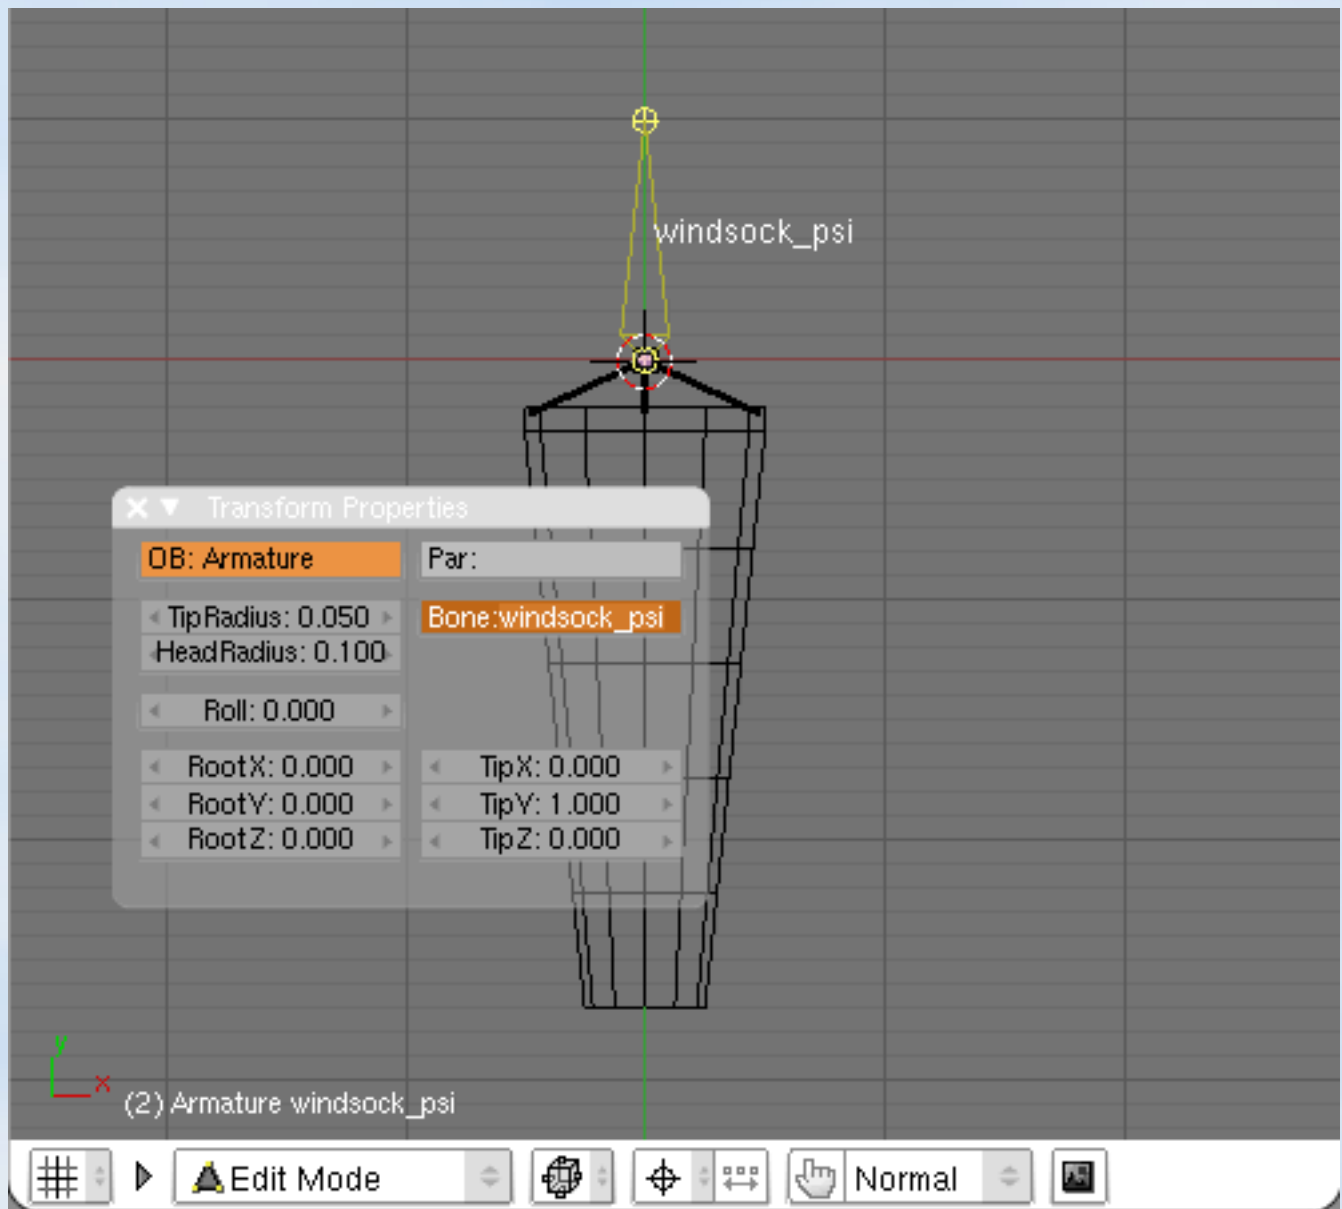 windsock_psi
Transform Properties
OB: Armature
Par:
TipRadius: 0.050
Bone:windsock_psi
HeadRadius: 0.100
Roll: 0.000
RootX: 0.000
TipX: 0.000
RootY: 0.000
TipY: 1.000
RootZ: 0.000
TipZ: 0.000
y
x
(2) Armature windsock_psi
Edit Mode
Normal